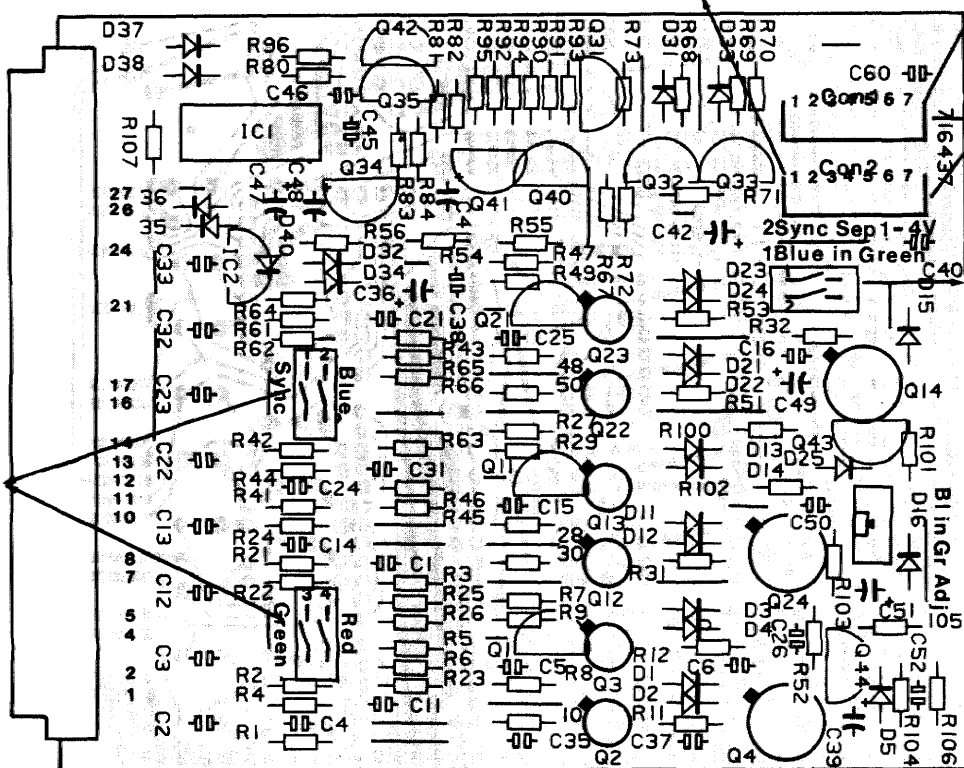 D37
D38
R96
R80
C46
Q42
Q35
R81
R82
R95
R92
R94
R90
R91
R93
Q31
R73
D31
R68
D33
R69
R70
C60
Con1
1 2 3 4 5 6 7
716437
R107
IC1
C45
Q34
R83
R84
C41
Q41
Q40
Q32
Q33
R71
Con2
1 2 3 4 5 6 7
27
26
36
35
C47
C48
D40
IC2
R56
D32
D34
C36
R54
C38
R55
R47
R49
R67
R72
C42
2Sync Sep 1-4V
1Blue in Green
C40
24
C33
21
C32
R64
R61
R62
C21
R43
R65
R66
Q21
C25
Q23
D23
D24
R53
1
2
R32
D15
17
16
C23
Sync
1 2
Blue
48
50
Q22
D21
D22
R51
C16
C49
Q14
14
13
12
11
10
C22
R42
R44
R41
C24
R63
C31
R46
R45
R27
R29
Q11
C15
Q13
R100
R102
D13
D14
D25
Q43
R101
C13
R24
R21
C14
C1
28
30
Q12
D11
D12
R31
C50
Q24
D16
Bl in Gr Adj
8
7
C12
R22
Green
3 4
Red
R3
R25
R26
R7
R9
R103
C51
105
5
4
C3
2
1
C2
R2
R4
R1
C4
R5
R6
R23
C11
Q1
C5
R8
Q3
R12
D3
D4
C6
C26
R52
Q44
C52
10
C35
Q2
D1
D2
R11
C37
Q4
C39
D5
R104
R106